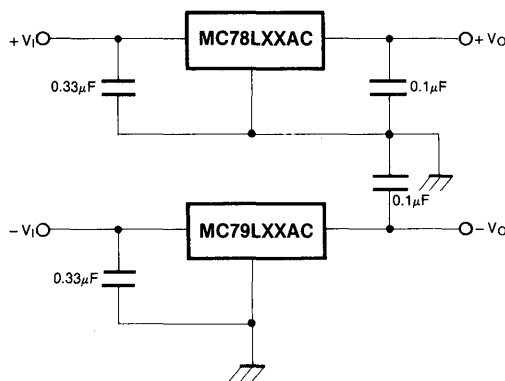 + VI
MC78LXXAC
+ VO
0.33μF
0.1μF
0.1μF
− VI
MC79LXXAC
− VO
0.33μF